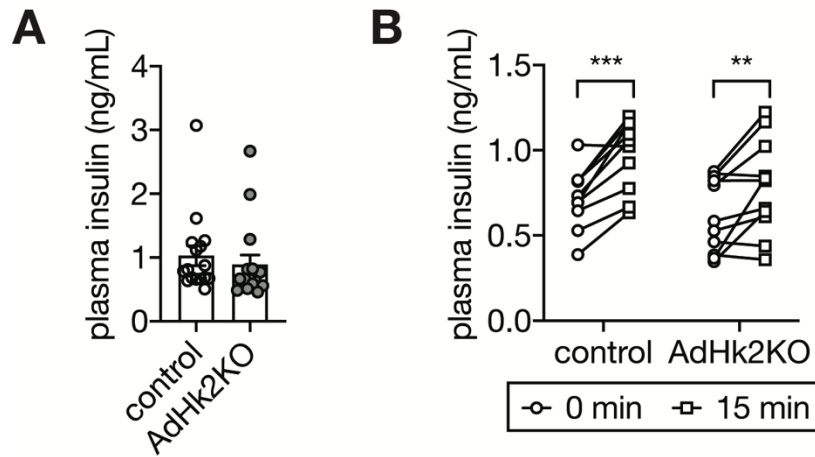 A
plasma insulin (ng/mL)
4
3
2
1
0
control
AdHk2KO
B
plasma insulin (ng/mL)
1.5
1.0
0.5
0.0
***
**
control AdHk2KO
0 min 15 min